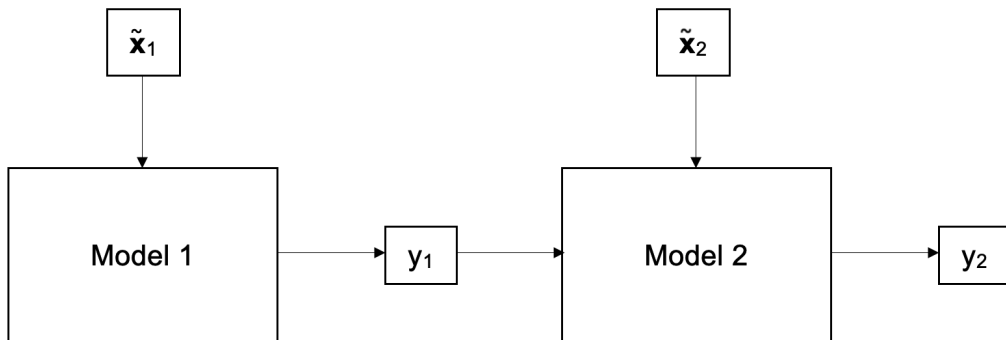 x̃₁
x̃₂
Model 1
y₁
Model 2
y₂